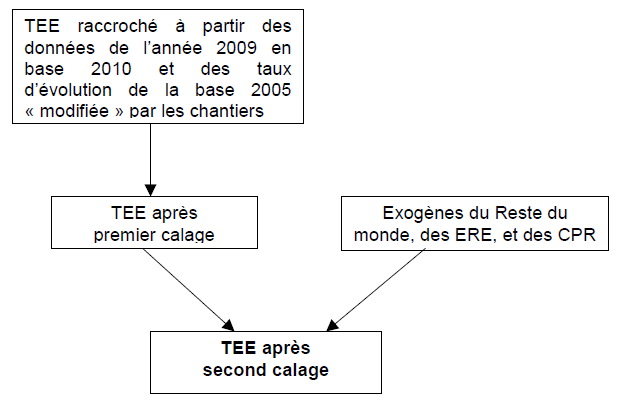 TEE raccroché à partir des
données de l’année 2009 en
base 2010 et des taux
d’évolution de la base 2005
« modifiée » par les chantiers
TEE après
premier calage
Exogènes du Reste du
monde, des ERE, et des CPR
TEE après
second calage